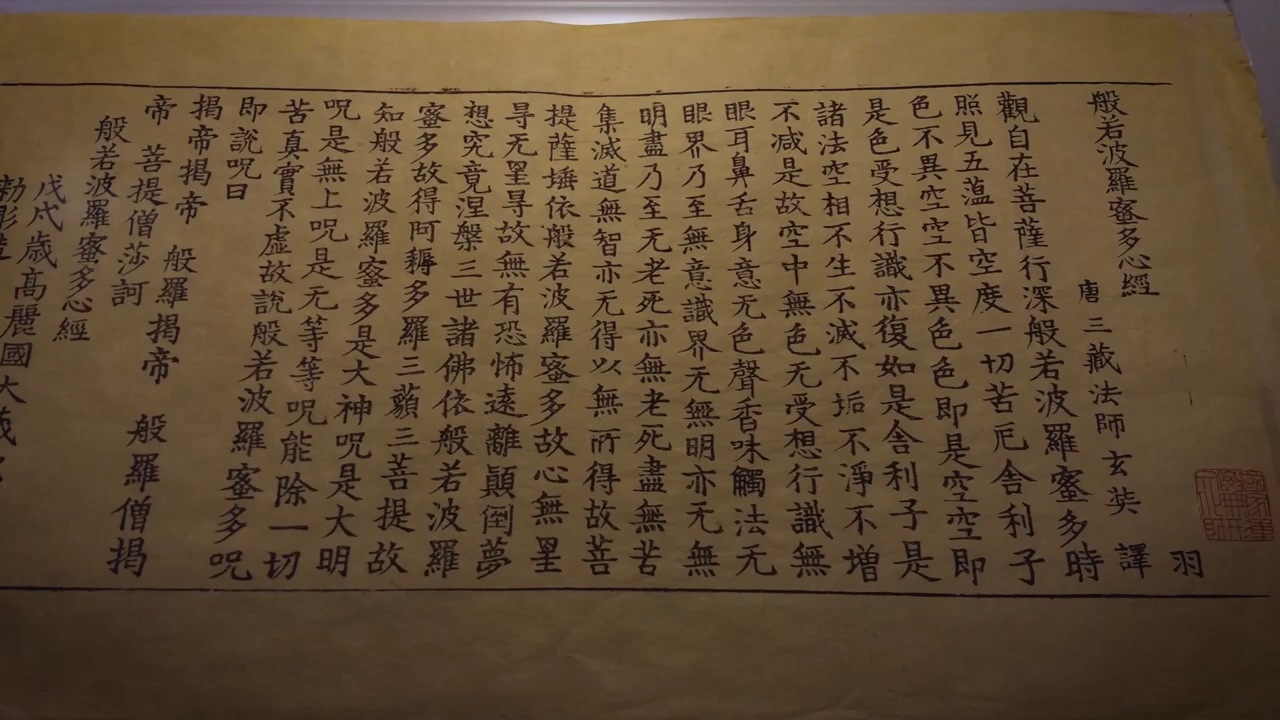 般若波羅蜜多心經 羽
唐三藏法師玄奘 譯
觀自在菩薩行深般若波羅蜜多時
照見五薀皆空度一切苦厄舍利子
色不異空空不異色色即是空空即
是色受想行識亦復如是舍利子是
諸法空相不生不滅不垢不淨不增
不減是故空中無色无受想行識無
眼耳鼻舌身意无色聲香味觸法无
眼界乃至無意識界无無明亦无無
明盡乃至无老死亦無老死盡無苦
集滅道無智亦无得以無所得故菩
提薩埵依般若波羅蜜多故心無罣
㝵无罣㝵故無有恐怖遠離顛倒夢
想究竟涅槃三世諸佛依般若波羅
蜜多故得阿耨多羅三藐三菩提故
知般若波羅蜜多是大神呪是大明
呪是無上呪是无等等呪能除一切
苦真實不虛故說般若波羅蜜多呪
即說呪曰
揭帝揭帝 般羅揭帝 般羅僧揭
帝 菩提僧莎訶
般若波羅蜜多心經
戊戌歳高麗國大藏
勅彫造